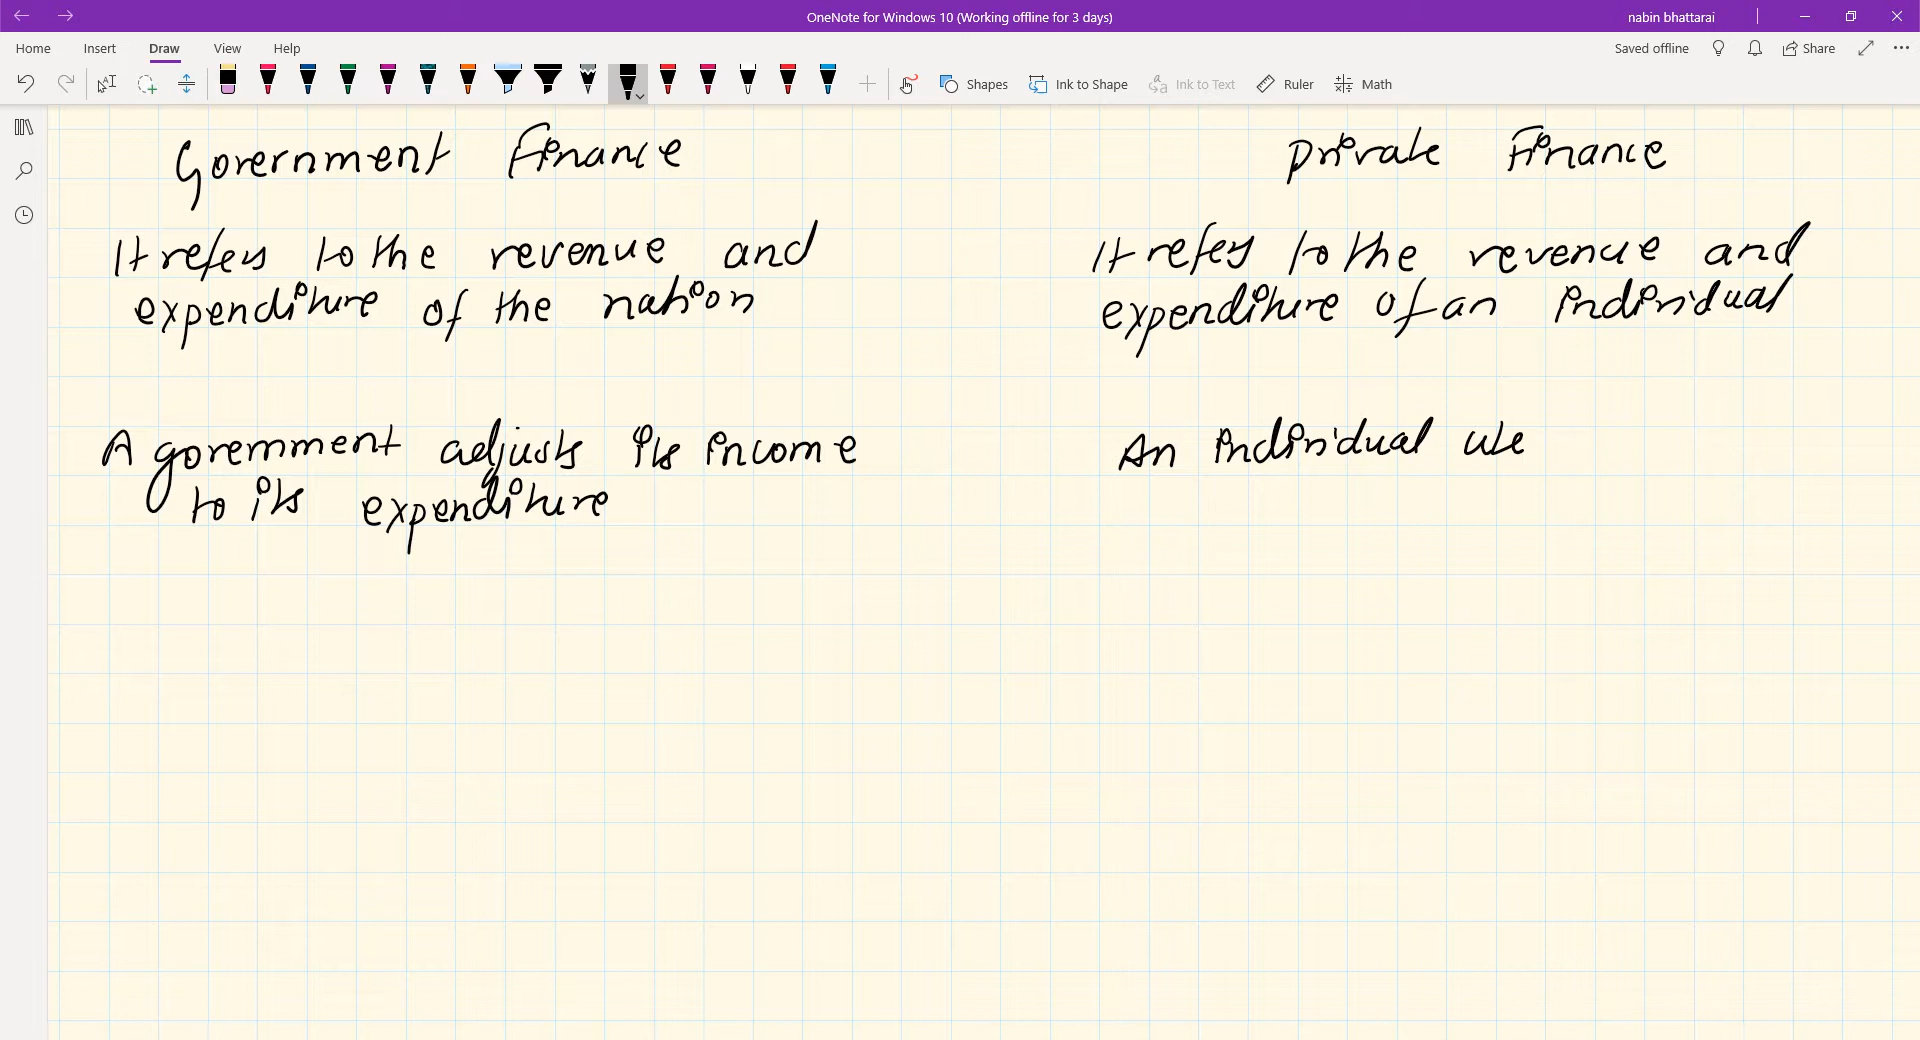 OneNote for Windows 10 (Working offline for 3 days)
nabin bhattarai
Home Insert Draw View Help
Saved offline Share
Shapes Ink to Shape Ink to Text Ruler Math
Government Finance
Private Finance
It refers to the revenue and
expenditure of the nation
It refers to the revenue and
expenditure of an individual
A government adjusts its income
to its expenditure
An individual